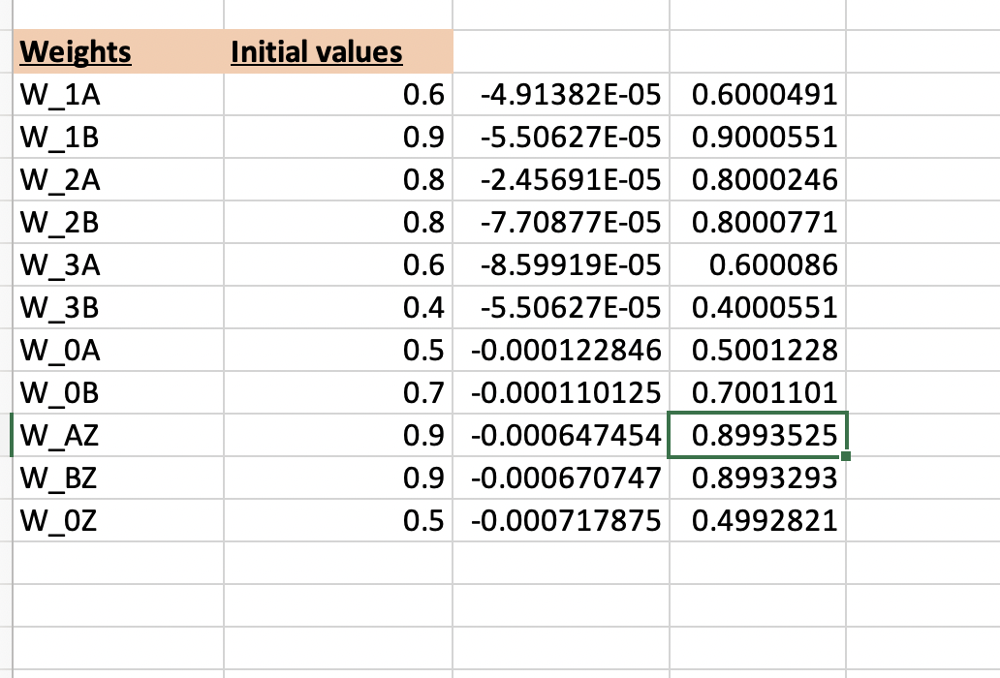 Weights Initial values
W_1A 0.6 -4.91382E-05 0.6000491
W_1B 0.9 -5.50627E-05 0.9000551
W_2A 0.8 -2.45691E-05 0.8000246
W_2B 0.8 -7.70877E-05 0.8000771
W_3A 0.6 -8.59919E-05 0.600086
W_3B 0.4 -5.50627E-05 0.4000551
W_0A 0.5 -0.000122846 0.5001228
W_0B 0.7 -0.000110125 0.7001101
W_AZ 0.9 -0.000647454 0.8993525
W_BZ 0.9 -0.000670747 0.8993293
W_0Z 0.5 -0.000717875 0.4992821